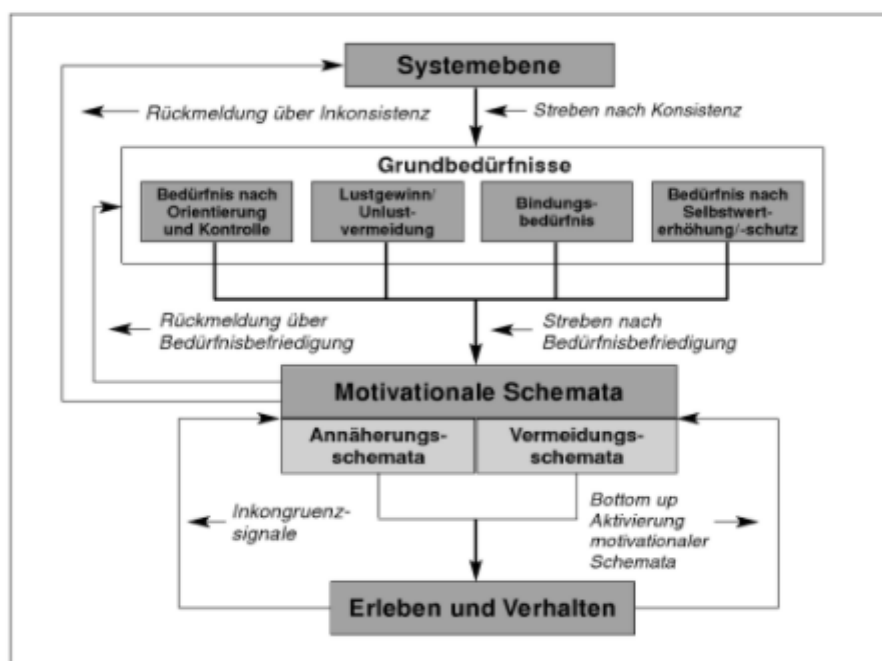 Systemebene
Rückmeldung über Inkonsistenz
Streben nach Konsistenz
Grundbedürfnisse
Bedürfnis nach
Orientierung
und Kontrolle
Lustgewinn/
Unlust-
vermeidung
Bindungs-
bedürfnis
Bedürfnis nach
Selbstwert-
erhöhung/-schutz
Rückmeldung über
Bedürfnisbefriedigung
Streben nach
Bedürfnisbefriedigung
Motivationale Schemata
Annäherungs-
schemata
Vermeidungs-
schemata
Inkongruenz-
signale
Bottom up
Aktivierung
motivationaler
Schemata
Erleben und Verhalten